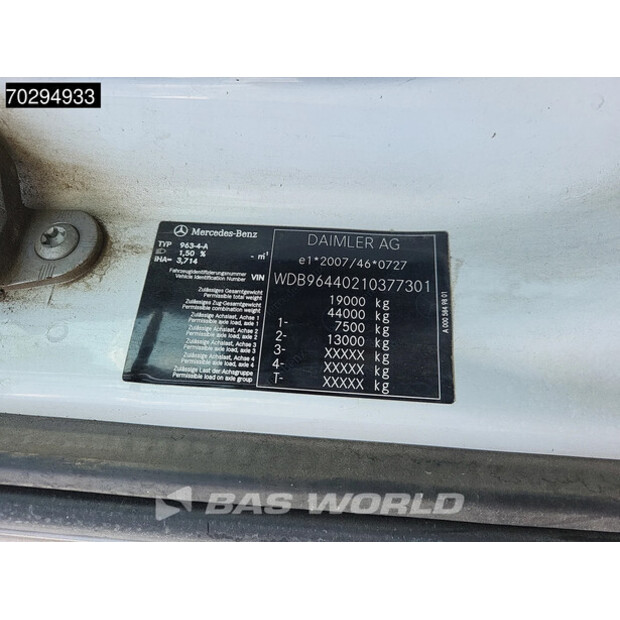 70294933
Mercedes-Benz
TYP 963-4-A
1,50 % - m¹
iHA= 3,714
Fahrzeugidentifizierungsnummer
Vehicle Identification Number VIN
Zulässiges Gesamtgewicht
Permissible total weight
Zulässiges Zug-Gesamtgewicht
Permissible combination weight
Zulässige Achslast, Achse 1
Permissible axle load, axle 1
Zulässige Achslast, Achse 2
Permissible axle load, axle 2
Zulässige Achslast, Achse 3
Permissible axle load, axle 3
Zulässige Achslast, Achse 4
Permissible axle load, axle 4
Zulässige Last der Achsgruppe
Permissible load on axle group
DAIMLER AG
e1*2007/46*0727
WDB96440210377301
19000 kg
44000 kg
1- 7500 kg
2- 13000 kg
3- XXXXX kg
4- XXXXX kg
T- XXXXX kg
A 000 584 98 01
BAS WORLD